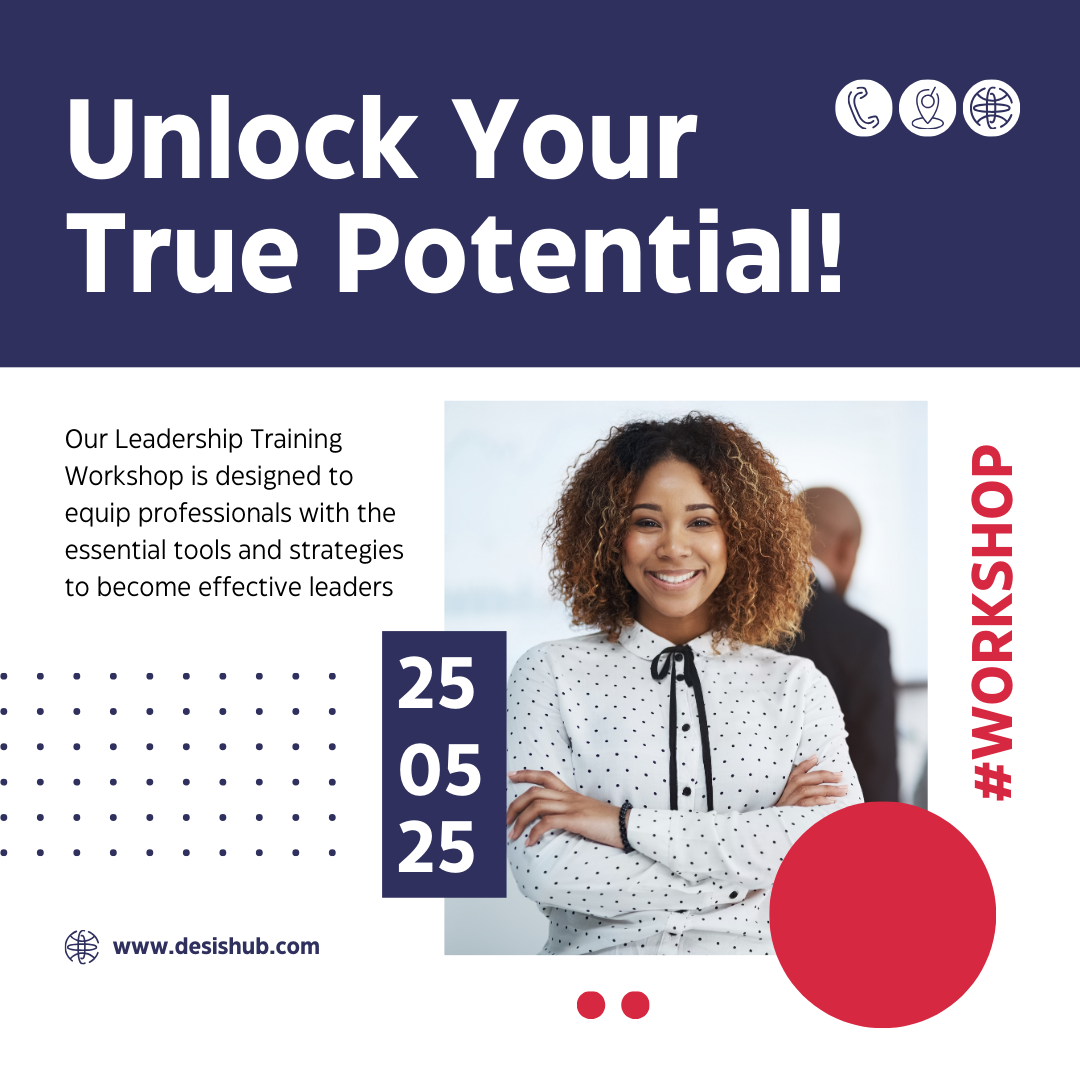 Unlock Your
True Potential!
Our Leadership Training
Workshop is designed to
equip professionals with the
essential tools and strategies
to become effective leaders
25
05
25
#WORKSHOP
www.desishub.com